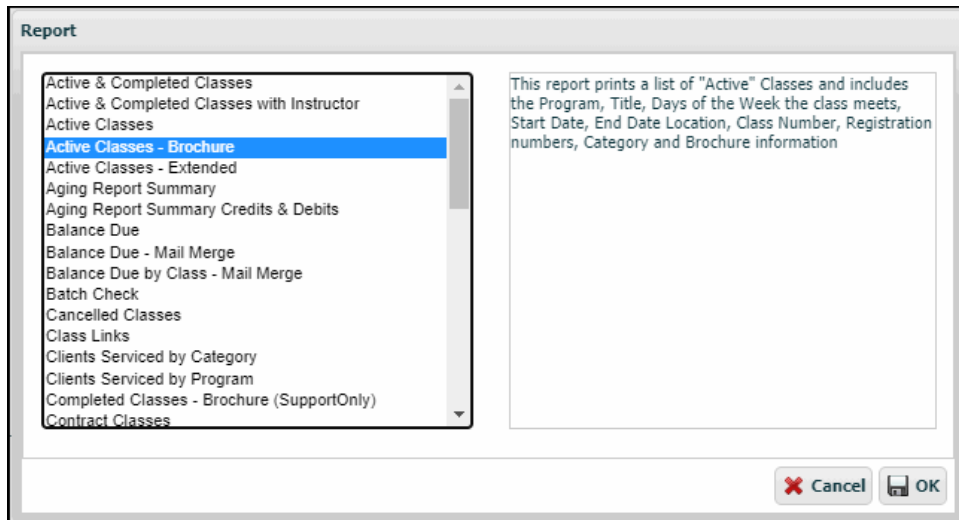 Report
Active & Completed Classes
Active & Completed Classes with Instructor
Active Classes
Active Classes - Brochure
Active Classes - Extended
Aging Report Summary
Aging Report Summary Credits & Debits
Balance Due
Balance Due - Mail Merge
Balance Due by Class - Mail Merge
Batch Check
Cancelled Classes
Class Links
Clients Serviced by Category
Clients Serviced by Program
Completed Classes - Brochure (SupportOnly)
Contract Classes
This report prints a list of "Active" Classes and includes
the Program, Title, Days of the Week the class meets,
Start Date, End Date Location, Class Number, Registration
numbers, Category and Brochure information
Cancel
OK